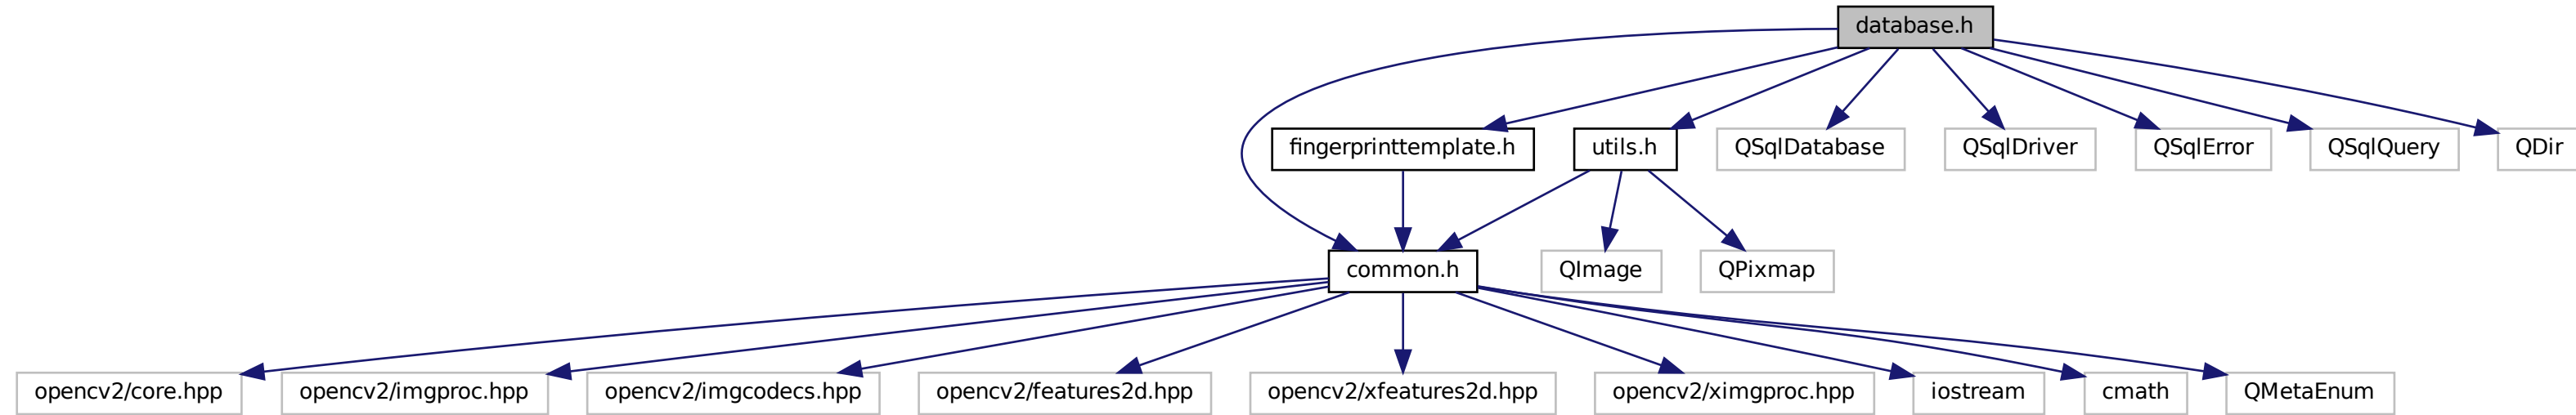 database.h
fingerprinttemplate.h
utils.h
QSqlDatabase
QSqlDriver
QSqlError
QSqlQuery
QDir
common.h
QImage
QPixmap
opencv2/core.hpp
opencv2/imgproc.hpp
opencv2/imgcodecs.hpp
opencv2/features2d.hpp
opencv2/xfeatures2d.hpp
opencv2/ximgproc.hpp
iostream
cmath
QMetaEnum